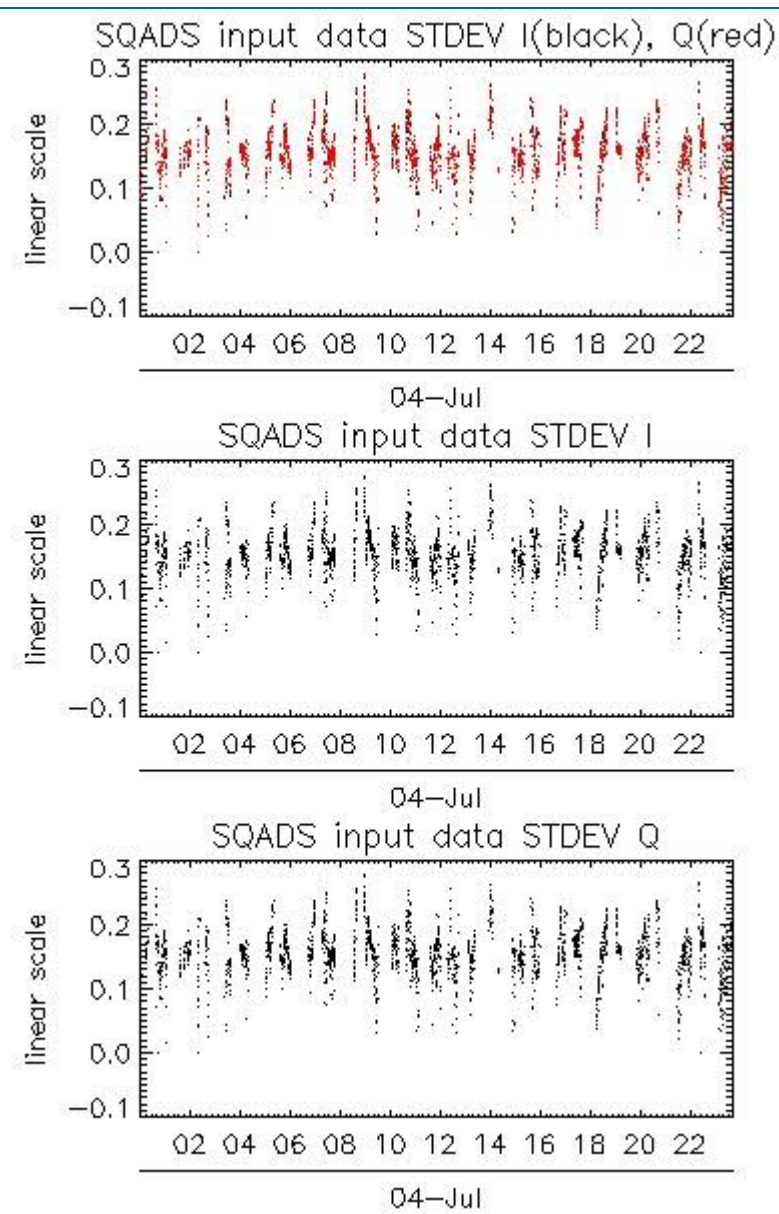 SQADS input data STDEV I(black), Q(red)
0.3
0.2
0.1
0.0
−0.1
linear scale
02 04 06 08 10 12 14 16 18 20 22
04−Jul
SQADS input data STDEV I
0.3
0.2
0.1
0.0
−0.1
linear scale
02 04 06 08 10 12 14 16 18 20 22
04−Jul
SQADS input data STDEV Q
0.3
0.2
0.1
0.0
−0.1
linear scale
02 04 06 08 10 12 14 16 18 20 22
04−Jul